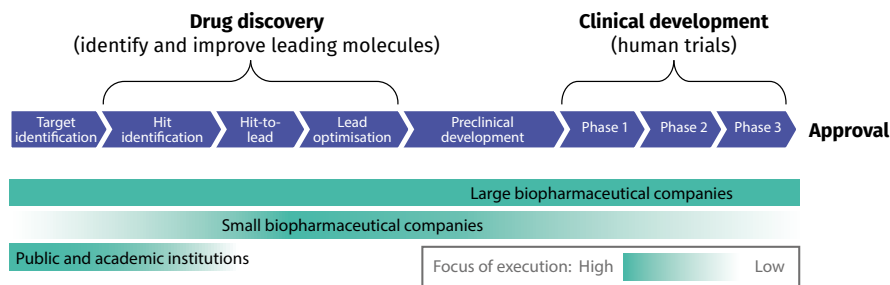 Drug discovery
(identify and improve leading molecules)
Clinical development
(human trials)
Target
identification
Hit
identification
Hit-to-
lead
Lead
optimisation
Preclinical
development
Phase 1
Phase 2
Phase 3
Approval
Large biopharmaceutical companies
Small biopharmaceutical companies
Public and academic institutions
Focus of execution: High
Low